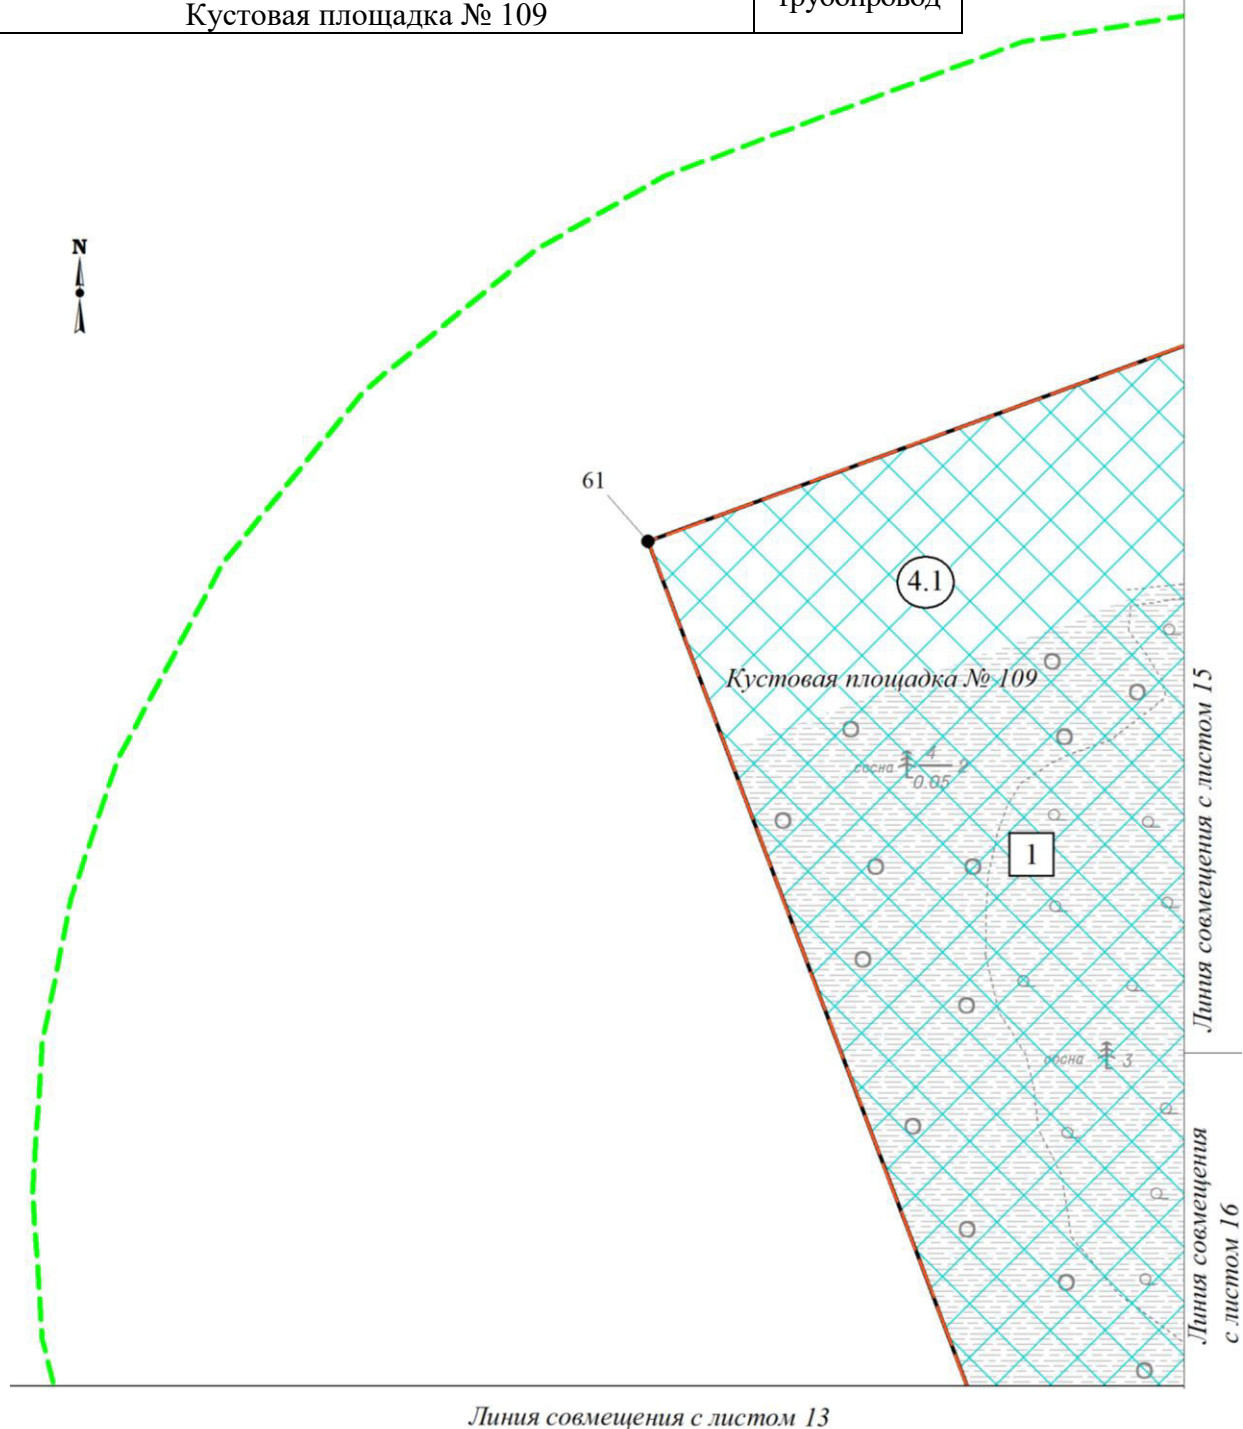 Кустовая площадка № 109
Трубопровод
N
61
4.1
Кустовая площадка № 109
сосна 4 2
0.05
1
Линия совмещения с листом 15
сосна 3
Линия совмещения
с листом 16
Линия совмещения с листом 13